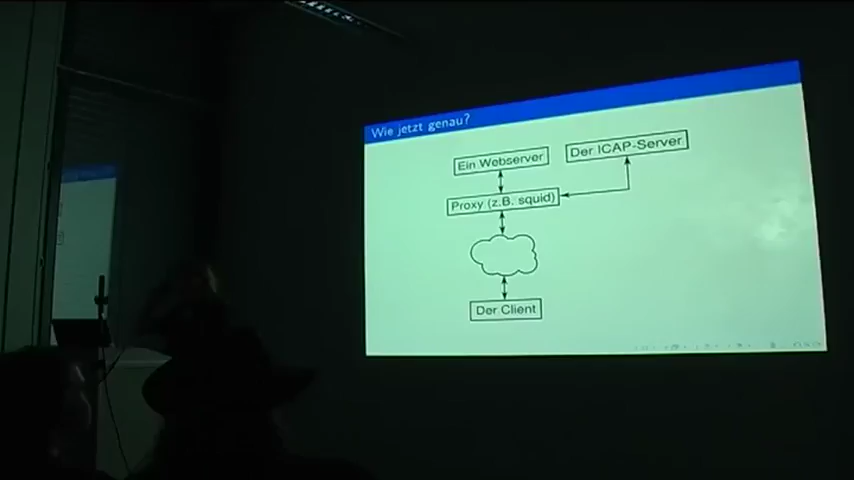 Wie jetzt genau?
Ein Webserver
Der ICAP-Server
Proxy (z.B. squid)
Der Client